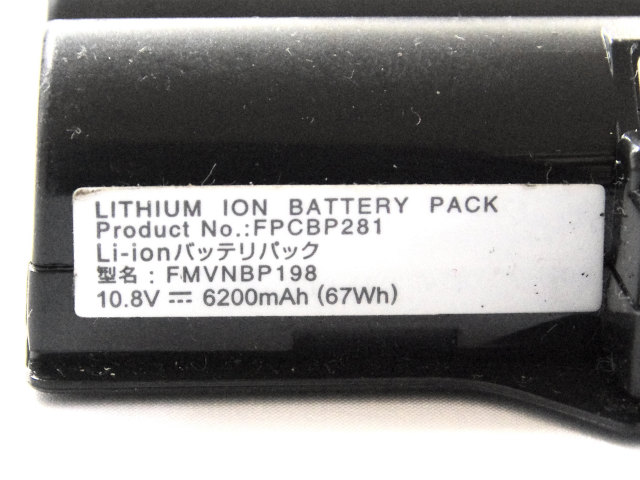 LITHIUM ION BATTERY PACK
Product No.:FPCBP281
Li-ionバッテリパック
型名：FMVNBP198
10.8V ⎓ 6200mAh (67Wh)